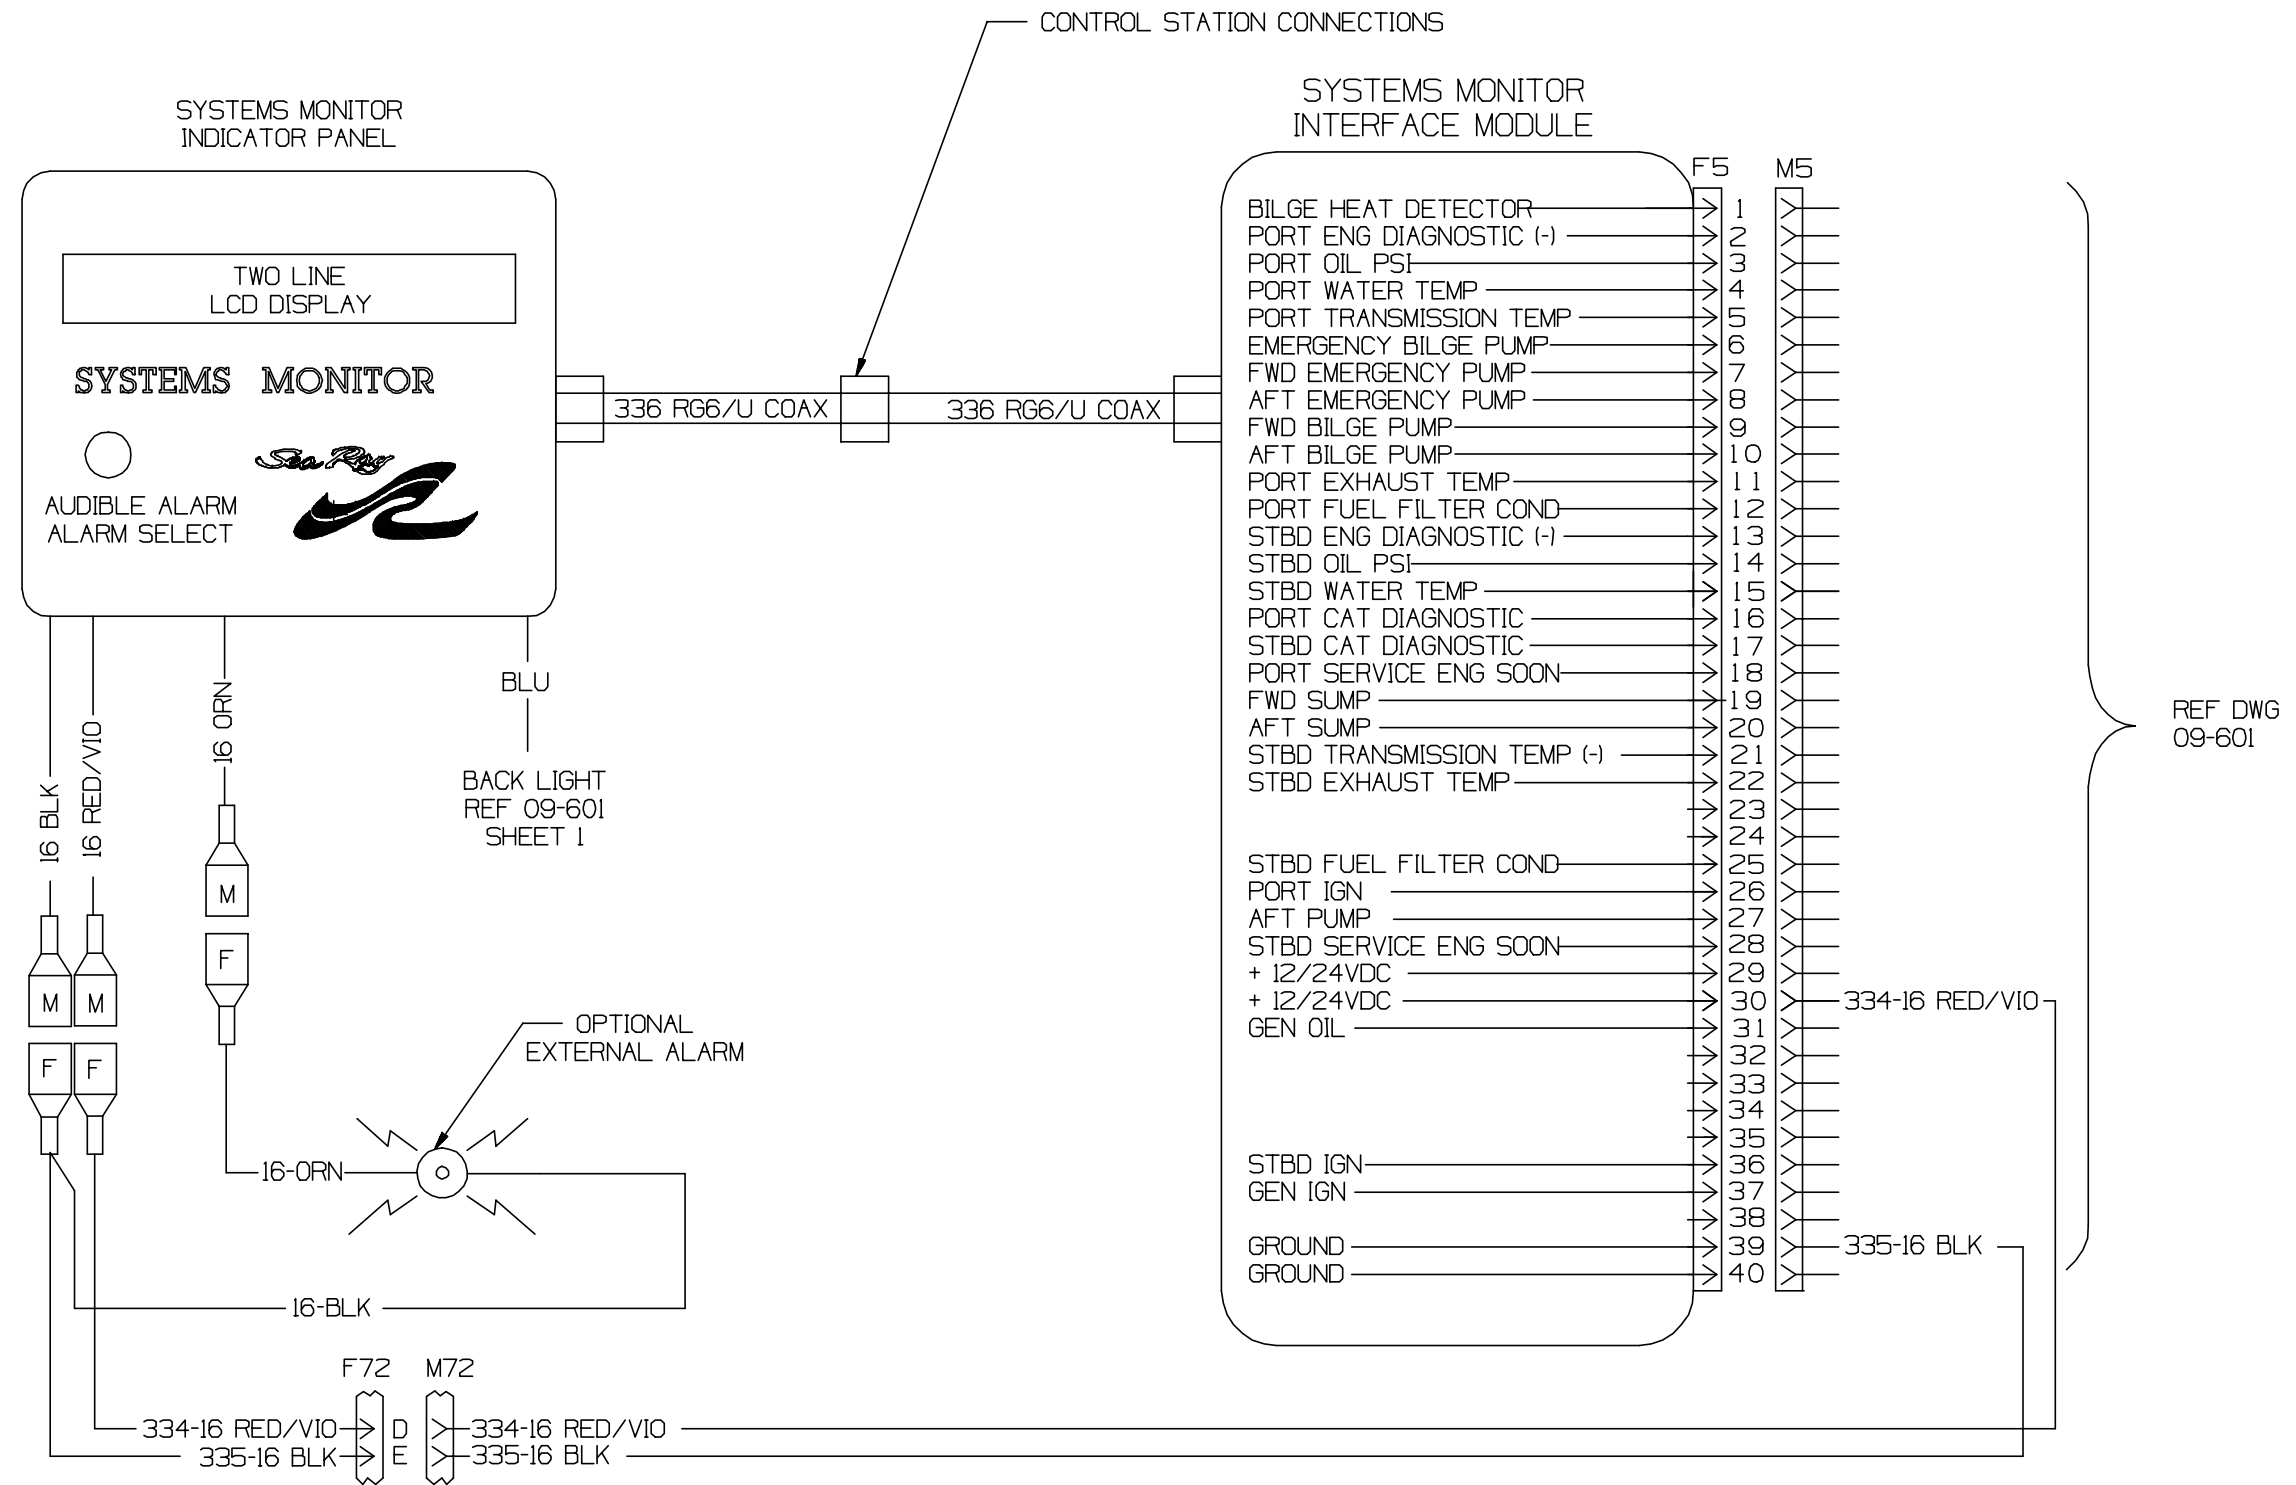 CONTROL STATION CONNECTIONS
SYSTEMS MONITOR
INDICATOR PANEL
TWO LINE
LCD DISPLAY
SYSTEMS MONITOR
Sea Ray
AUDIBLE ALARM
ALARM SELECT
336 RG6/U COAX
336 RG6/U COAX
SYSTEMS MONITOR
INTERFACE MODULE
F5 M5
BILGE HEAT DETECTOR 1
PORT ENG DIAGNOSTIC (-) 2
PORT OIL PSI 3
PORT WATER TEMP 4
PORT TRANSMISSION TEMP 5
EMERGENCY BILGE PUMP 6
FWD EMERGENCY PUMP 7
AFT EMERGENCY PUMP 8
FWD BILGE PUMP 9
AFT BILGE PUMP 10
PORT EXHAUST TEMP 11
PORT FUEL FILTER COND 12
STBD ENG DIAGNOSTIC (-) 13
STBD OIL PSI 14
STBD WATER TEMP 15
PORT CAT DIAGNOSTIC 16
STBD CAT DIAGNOSTIC 17
PORT SERVICE ENG SOON 18
FWD SUMP 19
AFT SUMP 20
STBD TRANSMISSION TEMP (-) 21
STBD EXHAUST TEMP 22
23
24
STBD FUEL FILTER COND 25
PORT IGN 26
AFT PUMP 27
STBD SERVICE ENG SOON 28
+ 12/24VDC 29
+ 12/24VDC 30 334-16 RED/VIO
GEN OIL 31
32
33
34
35
STBD IGN 36
GEN IGN 37
38
GROUND 39 335-16 BLK
GROUND 40
REF DWG
09-601
16 BLK
16 RED/VIO
16 ORN
BLU
BACK LIGHT
REF 09-601
SHEET 1
M
F
M M
F F
OPTIONAL
EXTERNAL ALARM
16-ORN
16-BLK
F72 M72
334-16 RED/VIO D 334-16 RED/VIO
335-16 BLK E 335-16 BLK